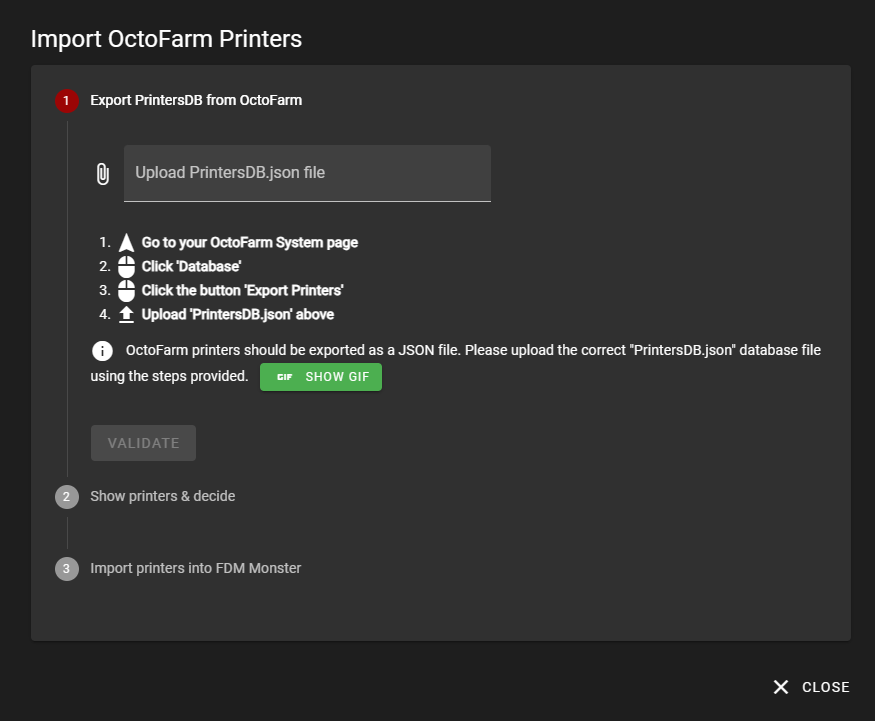 Import OctoFarm Printers
1 Export PrintersDB from OctoFarm
Upload PrintersDB.json file
1. Go to your OctoFarm System page
2. Click 'Database'
3. Click the button 'Export Printers'
4. Upload 'PrintersDB.json' above
OctoFarm printers should be exported as a JSON file. Please upload the correct "PrintersDB.json" database file
using the steps provided. GIF SHOW GIF
VALIDATE
2 Show printers & decide
3 Import printers into FDM Monster
CLOSE